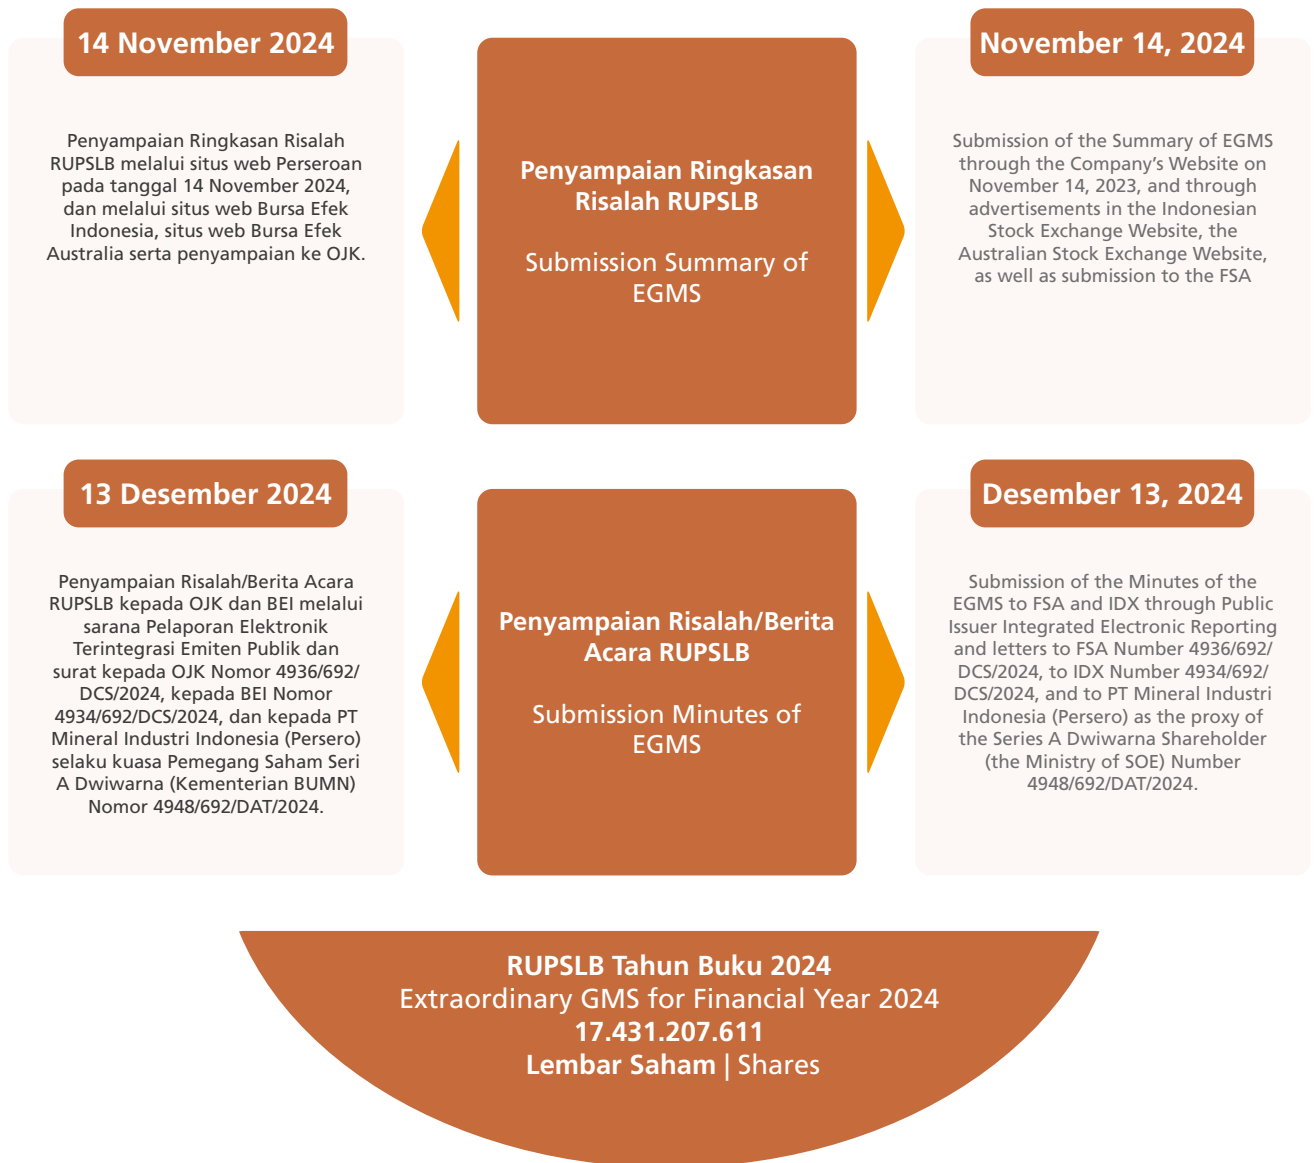 14 November 2024
Penyampaian Ringkasan Risalah
RUPSLB melalui situs web Perseroan
pada tanggal 14 November 2024,
dan melalui situs web Bursa Efek
Indonesia, situs web Bursa Efek
Australia serta penyampaian ke OJK.
Penyampaian Ringkasan
Risalah RUPSLB
Submission Summary of
EGMS
November 14, 2024
Submission of the Summary of EGMS
through the Company’s Website on
November 14, 2023, and through
advertisements in the Indonesian
Stock Exchange Website, the
Australian Stock Exchange Website,
as well as submission to the FSA
13 Desember 2024
Penyampaian Risalah/Berita Acara
RUPSLB kepada OJK dan BEI melalui
sarana Pelaporan Elektronik
Terintegrasi Emiten Publik dan
surat kepada OJK Nomor 4936/692/
DCS/2024, kepada BEI Nomor
4934/692/DCS/2024, dan kepada PT
Mineral Industri Indonesia (Persero)
selaku kuasa Pemegang Saham Seri
A Dwiwarna (Kementerian BUMN)
Nomor 4948/692/DAT/2024.
Penyampaian Risalah/Berita
Acara RUPSLB
Submission Minutes of
EGMS
Desember 13, 2024
Submission of the Minutes of the
EGMS to FSA and IDX through Public
Issuer Integrated Electronic Reporting
and letters to FSA Number 4936/692/
DCS/2024, to IDX Number 4934/692/
DCS/2024, and to PT Mineral Industri
Indonesia (Persero) as the proxy of
the Series A Dwiwarna Shareholder
(the Ministry of SOE) Number
4948/692/DAT/2024.
RUPSLB Tahun Buku 2024
Extraordinary GMS for Financial Year 2024
17.431.207.611
Lembar Saham | Shares